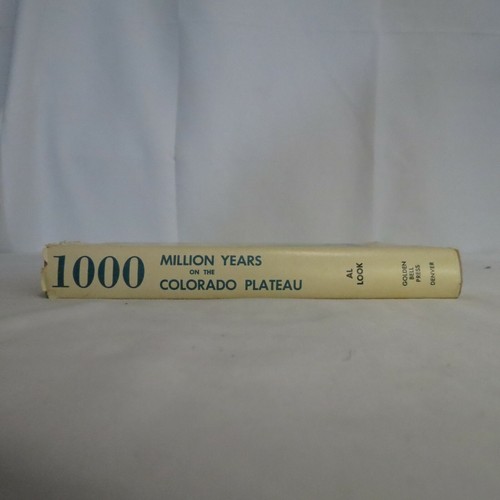 1000
MILLION YEARS
ON THE
COLORADO PLATEAU
AL
LOOK
GOLDEN
BELL
PRESS
DENVER